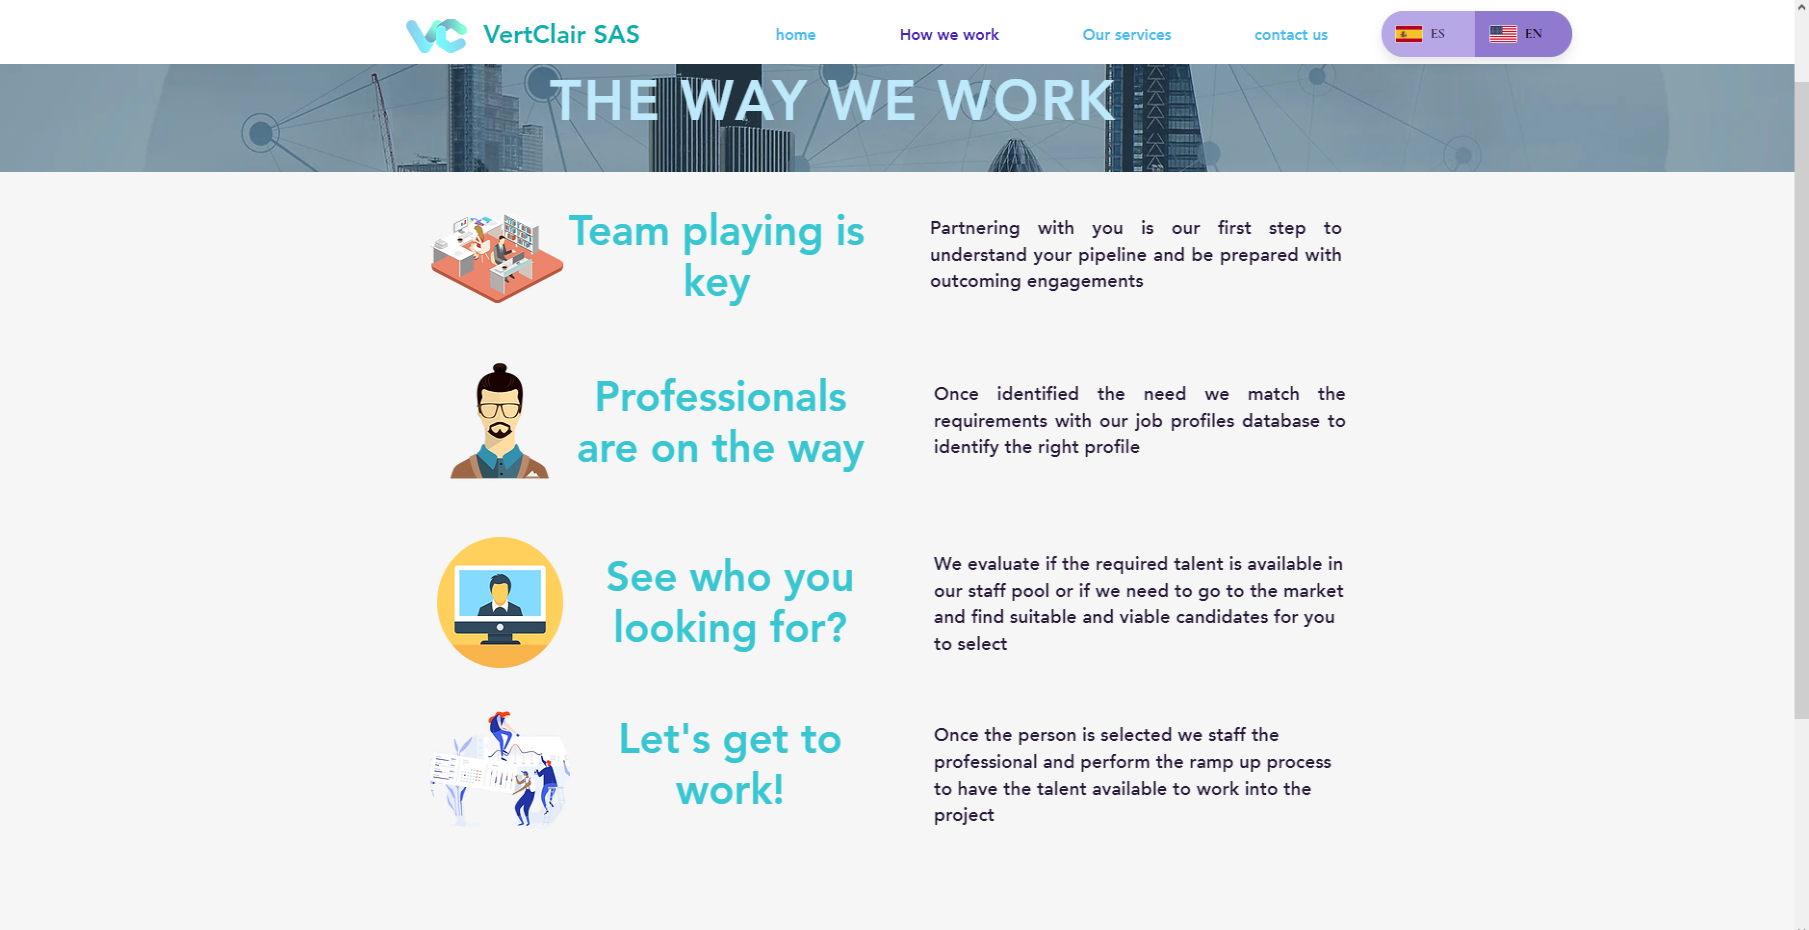 VertClair SAS
home
How we work
Our services
contact us
ES
EN
THE WAY WE WORK
Team playing is
key
Partnering with you is our first step to
understand your pipeline and be prepared with
outcoming engagements
Professionals
are on the way
Once identified the need we match the
requirements with our job profiles database to
identify the right profile
See who you
looking for?
We evaluate if the required talent is available in
our staff pool or if we need to go to the market
and find suitable and viable candidates for you
to select
Let's get to
work!
Once the person is selected we staff the
professional and perform the ramp up process
to have the talent available to work into the
project